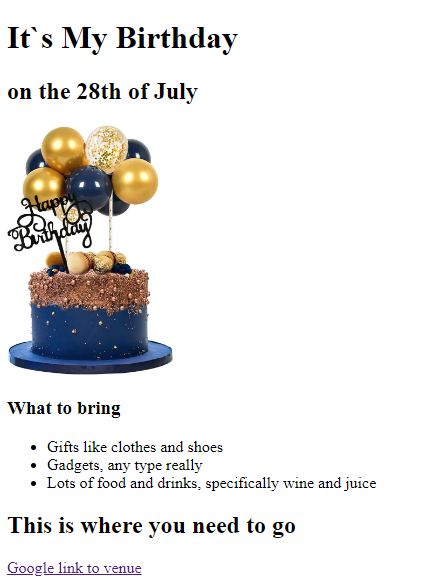 It`s My Birthday
on the 28th of July
Happy
Birthday
What to bring
Gifts like clothes and shoes
Gadgets, any type really
Lots of food and drinks, specifically wine and juice
This is where you need to go
Google link to venue